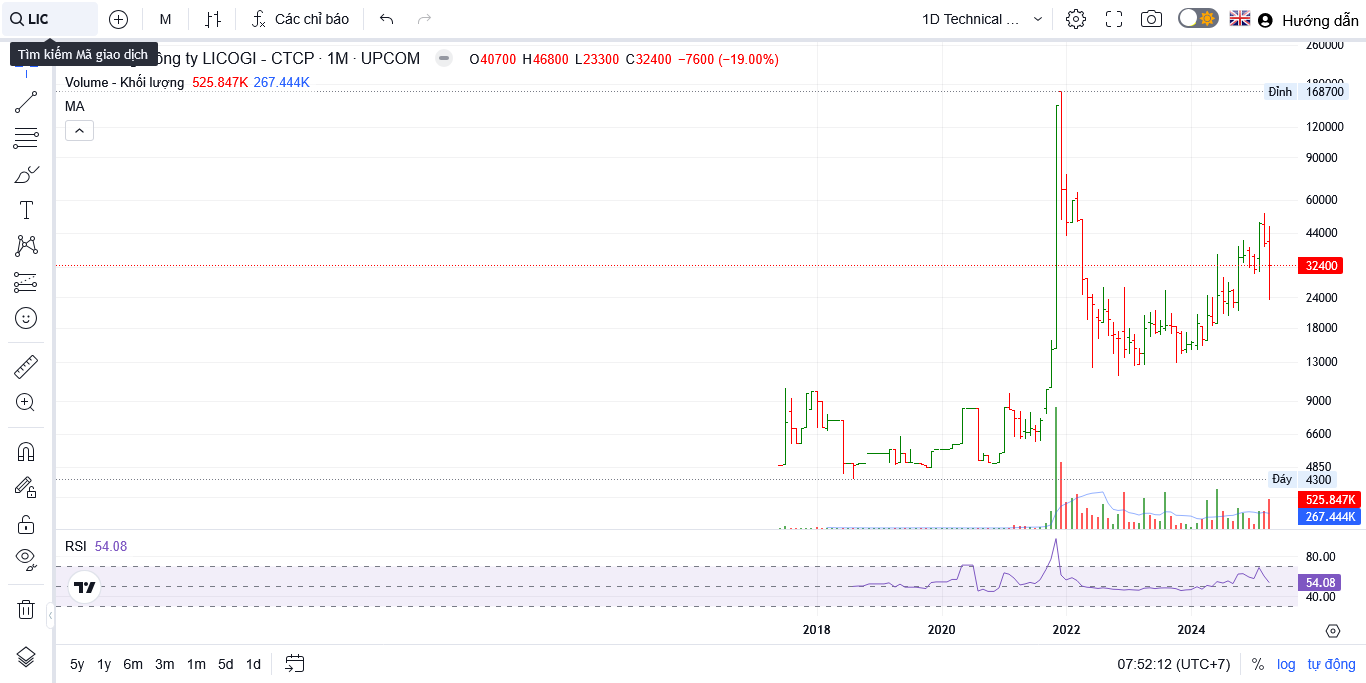 LIC
M
Các chỉ báo
1D Technical ...
Hướng dẫn
Tìm kiếm Mã giao dịch
ông ty LICOGI - CTCP · 1M · UPCOM
O40700 H46800 L23300 C32400 −7600 (−19.00%)
Volume - Khối lượng 525.847K 267.444K
MA
260000
180000
Đỉnh 168700
120000
90000
60000
44000
32400
24000
18000
13000
9000
6600
4850
Đáy 4300
525.847K
267.444K
RSI 54.08
80.00
54.08
40.00
2018 2020 2022 2024
5y 1y 6m 3m 1m 5d 1d
07:52:12 (UTC+7) % log tự động